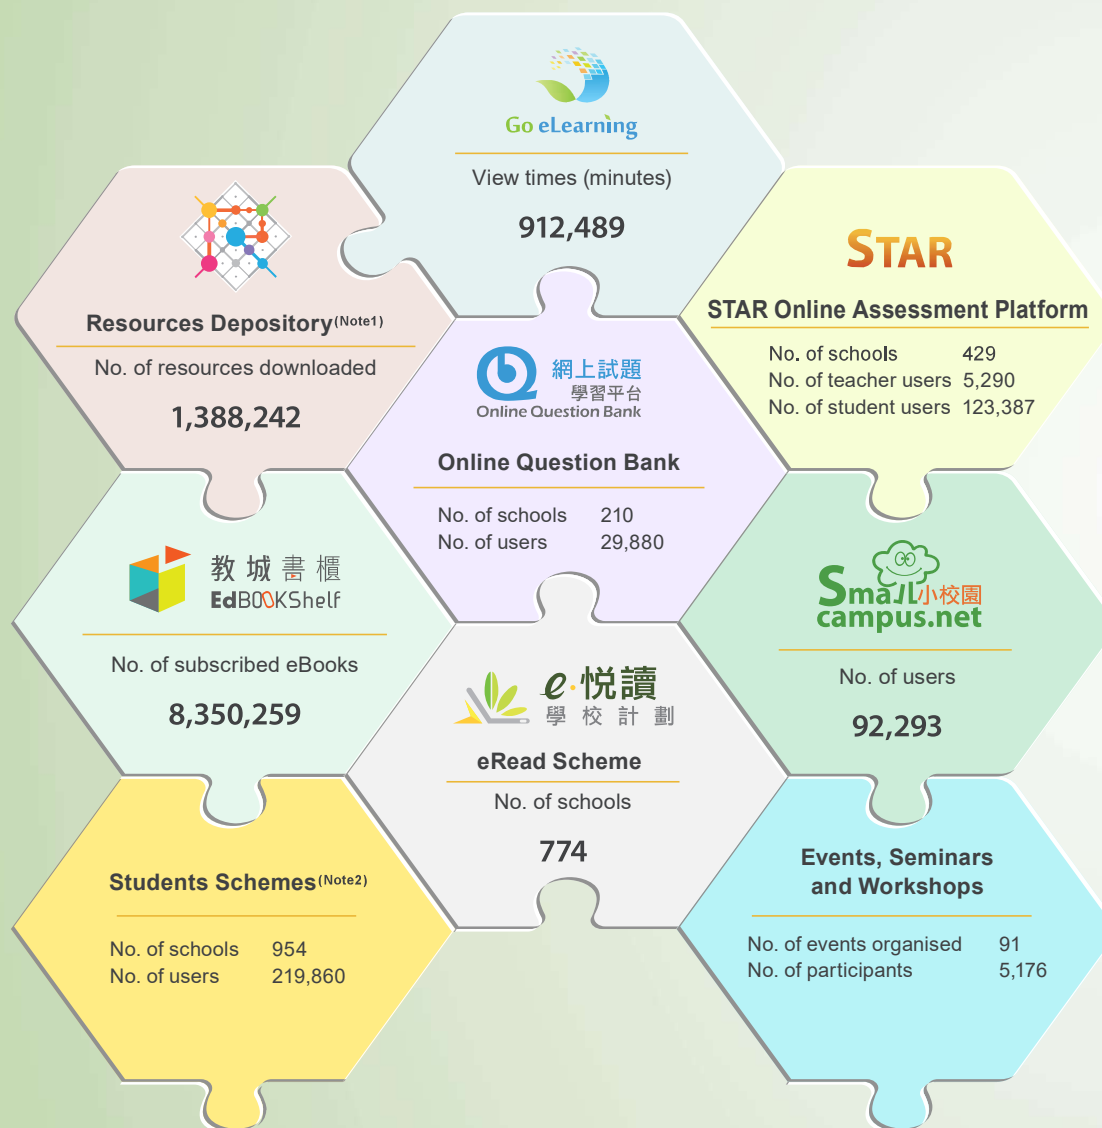 Go eLearning
View times (minutes)
912,489
Resources Depository(Note1)
No. of resources downloaded
1,388,242
STAR
STAR Online Assessment Platform
No. of schools 429
No. of teacher users 5,290
No. of student users 123,387
網上試題
學習平台
Online Question Bank
Online Question Bank
No. of schools 210
No. of users 29,880
教城書櫃
EdBOOKShelf
No. of subscribed eBooks
8,350,259
Small小校園
campus.net
No. of users
92,293
e·悦讀
學校計劃
eRead Scheme
No. of schools
774
Students Schemes(Note2)
No. of schools 954
No. of users 219,860
Events, Seminars
and Workshops
No. of events organised 91
No. of participants 5,176